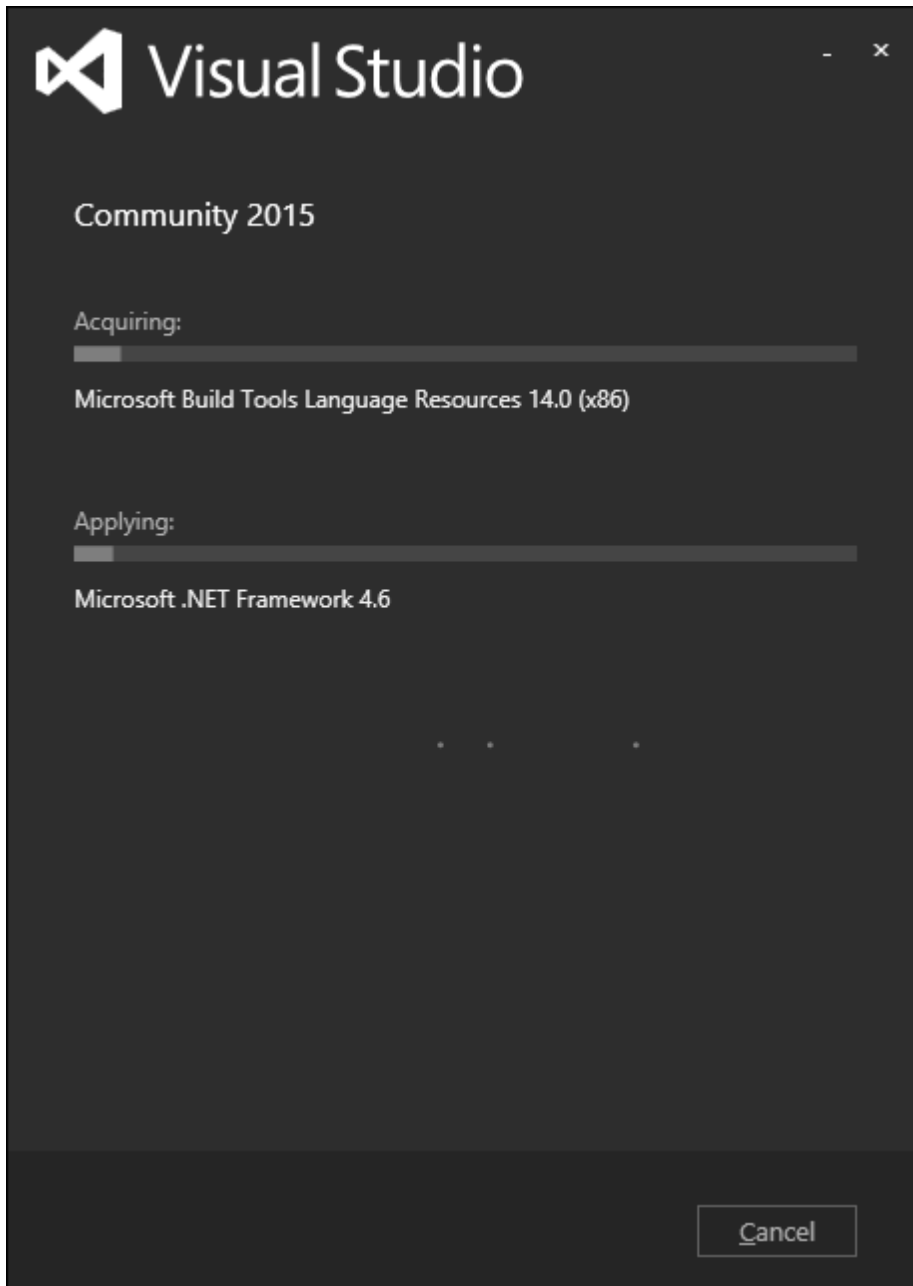 Visual Studio
Community 2015
Acquiring:
Microsoft Build Tools Language Resources 14.0 (x86)
Applying:
Microsoft .NET Framework 4.6
Cancel